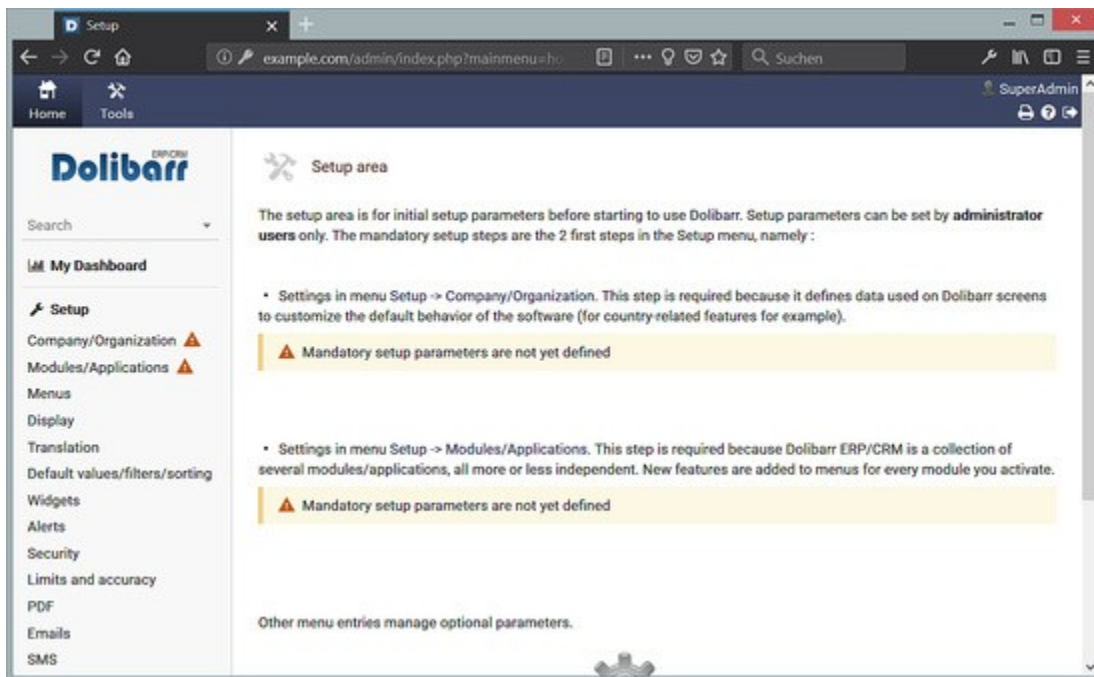 Setup
example.com/admin/index.php?mainmenu=ho
Suchen
Home
Tools
SuperAdmin
Dolibarr
ERP/CRM
Search
My Dashboard
Setup
Company/Organization
Modules/Applications
Menus
Display
Translation
Default values/filters/sorting
Widgets
Alerts
Security
Limits and accuracy
PDF
Emails
SMS
Setup area
The setup area is for initial setup parameters before starting to use Dolibarr. Setup parameters can be set by administrator
users only. The mandatory setup steps are the 2 first steps in the Setup menu, namely :
• Settings in menu Setup -> Company/Organization. This step is required because it defines data used on Dolibarr screens
to customize the default behavior of the software (for country-related features for example).
Mandatory setup parameters are not yet defined
• Settings in menu Setup -> Modules/Applications. This step is required because Dolibarr ERP/CRM is a collection of
several modules/applications, all more or less independent. New features are added to menus for every module you activate.
Mandatory setup parameters are not yet defined
Other menu entries manage optional parameters.